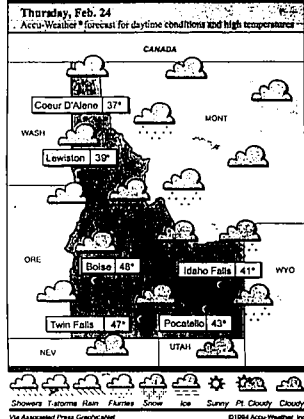 Thursday, Feb. 24
Accu-Weather® forecast for daytime conditions and high temperatures
CANADA
Coeur D'Alene 37°
WASH
MONT
Lewiston 39°
ORE
Boise 48°
Idaho Falls 41°
WYO
Twin Falls 47°
Pocatello 43°
NEV
UTAH
Showers T-storms Rain Flurries Snow Ice Sunny Pt. Cloudy Cloudy
Via Associated Press GraphicsNet ©1994 Accu-Weather, Inc.